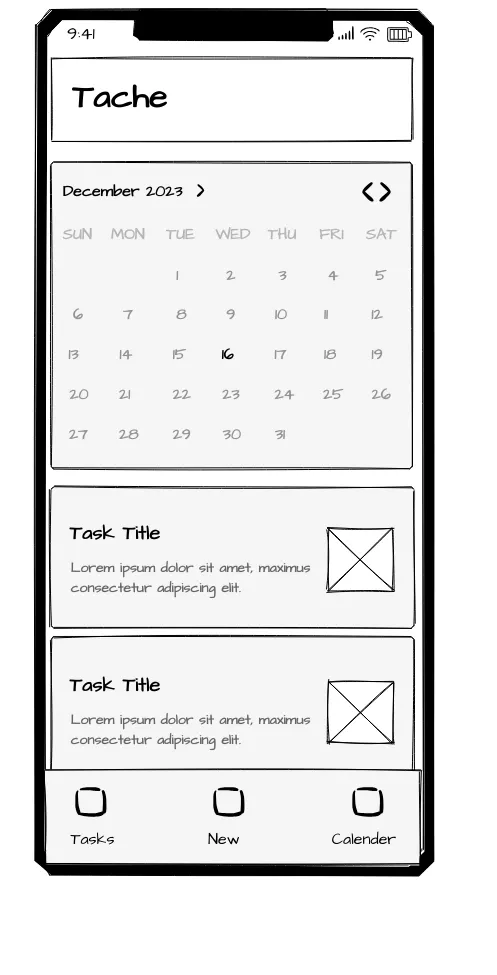 9:41
Tache
December 2023 >
SUN MON TUE WED THU FRI SAT
1 2 3 4 5
6 7 8 9 10 11 12
13 14 15 16 17 18 19
20 21 22 23 24 25 26
27 28 29 30 31
Task Title
Lorem ipsum dolor sit amet, maximus
consectetur adipiscing elit.
Task Title
Lorem ipsum dolor sit amet, maximus
consectetur adipiscing elit.
Tasks New Calender